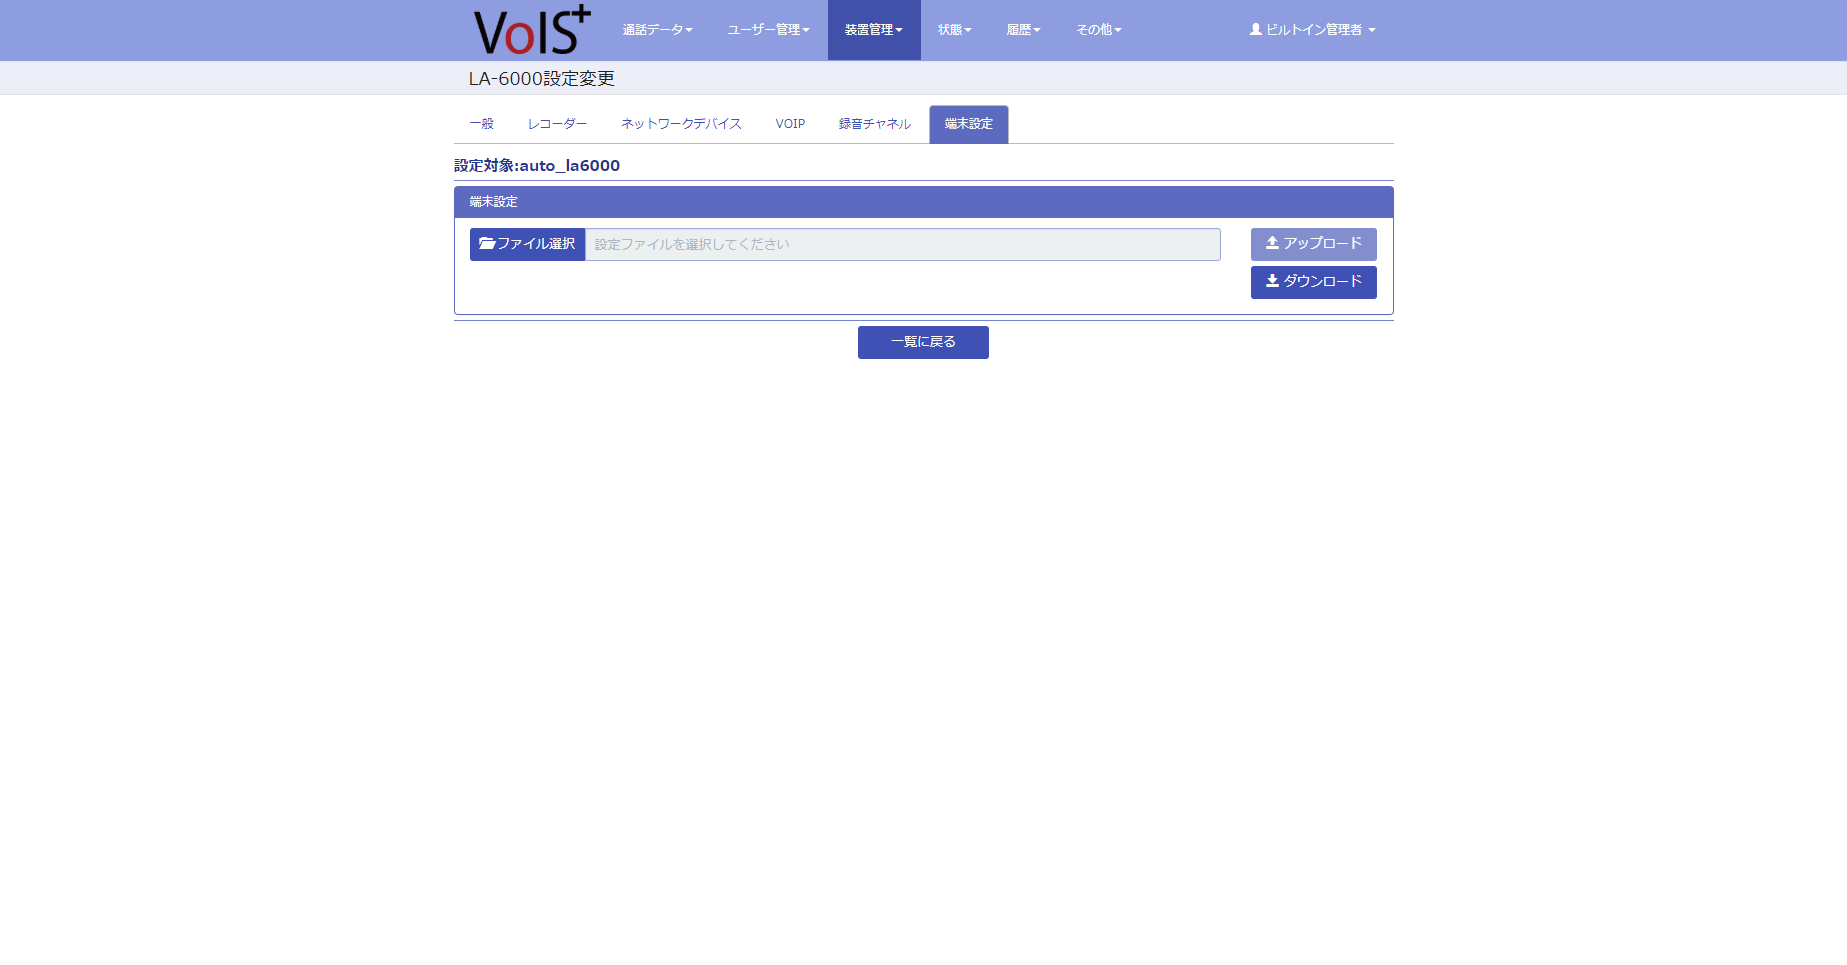 VoIS+ 通話データ ユーザー管理 装置管理 状態 履歴 その他 ビルトイン管理者
LA-6000設定変更
一般 レコーダー ネットワークデバイス VOIP 録音チャネル 端末設定
設定対象:auto_la6000
端末設定
ファイル選択 設定ファイルを選択してください アップロード
ダウンロード
一覧に戻る